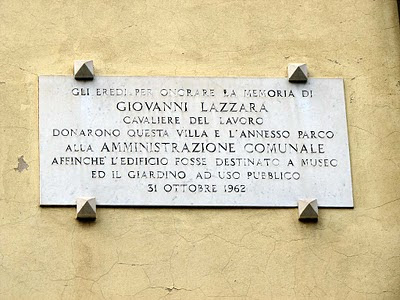 GLI EREDI PER ONORARE LA MEMORIA DI
GIOVANNI LAZZARA
CAVALIERE DEL LAVORO
DONARONO QUESTA VILLA E L'ANNESSO PARCO
ALLA AMMINISTRAZIONE COMUNALE
AFFINCHÈ L'EDIFICIO FOSSE DESTINATO A MUSEO
ED IL GIARDINO AD USO PUBBLICO
31 OTTOBRE 1962